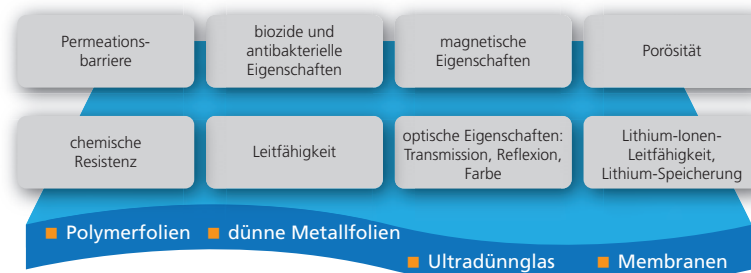 Permeations-
barriere
biozide und
antibakterielle
Eigenschaften
magnetische
Eigenschaften
Porösität
chemische
Resistenz
Leitfähigkeit
optische Eigenschaften:
Transmission, Reflexion,
Farbe
Lithium-Ionen-
Leitfähigkeit,
Lithium-Speicherung
Polymerfolien
dünne Metallfolien
Ultradünnglas
Membranen